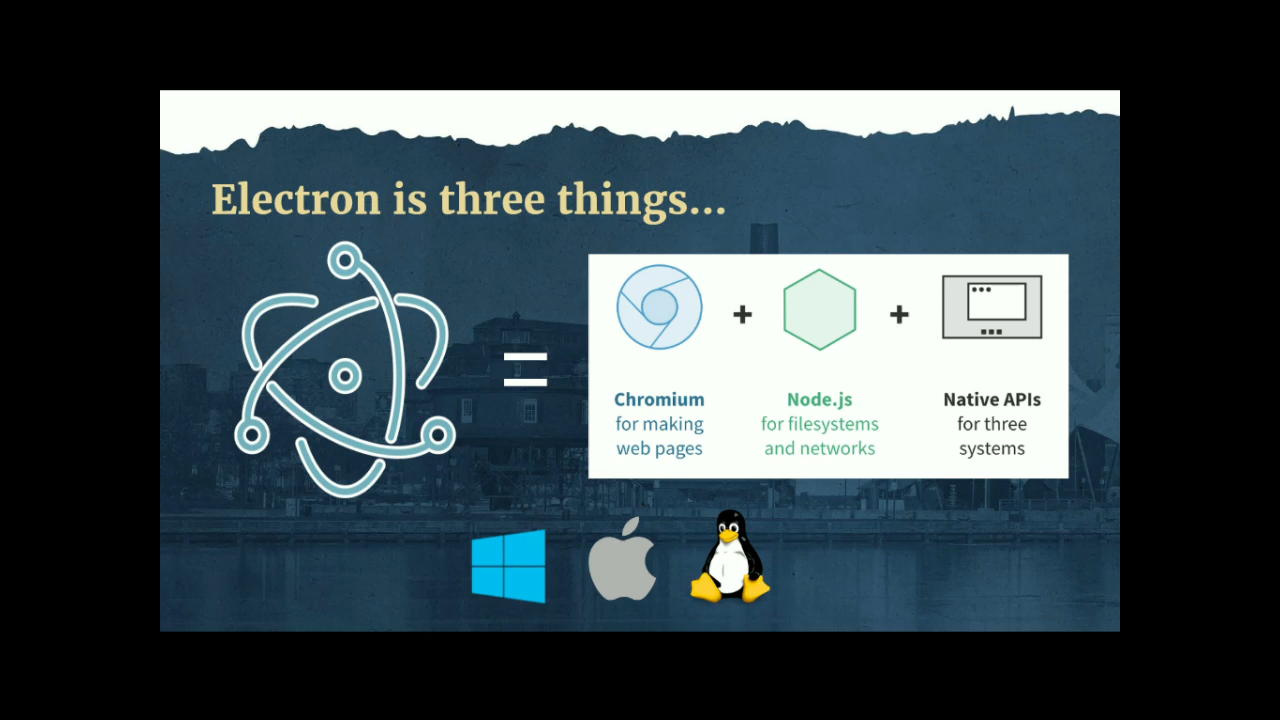 Electron is three things...
=
+
+
Chromium
for making
web pages
Node.js
for filesystems
and networks
Native APIs
for three
systems